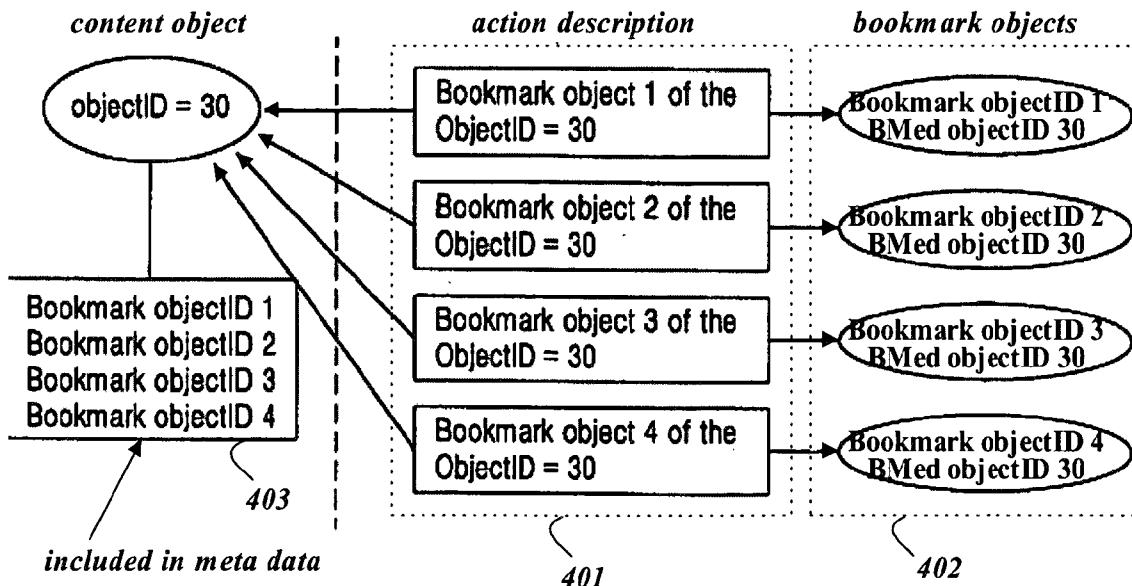 content object
action description
bookmark objects
objectID = 30
Bookmark object 1 of the
ObjectID = 30
Bookmark objectID 1
BMed objectID 30
Bookmark object 2 of the
ObjectID = 30
Bookmark objectID 2
BMed objectID 30
Bookmark objectID 1
Bookmark objectID 2
Bookmark objectID 3
Bookmark objectID 4
Bookmark object 3 of the
ObjectID = 30
Bookmark objectID 3
BMed objectID 30
Bookmark object 4 of the
ObjectID = 30
Bookmark objectID 4
BMed objectID 30
403
included in meta data
401
402